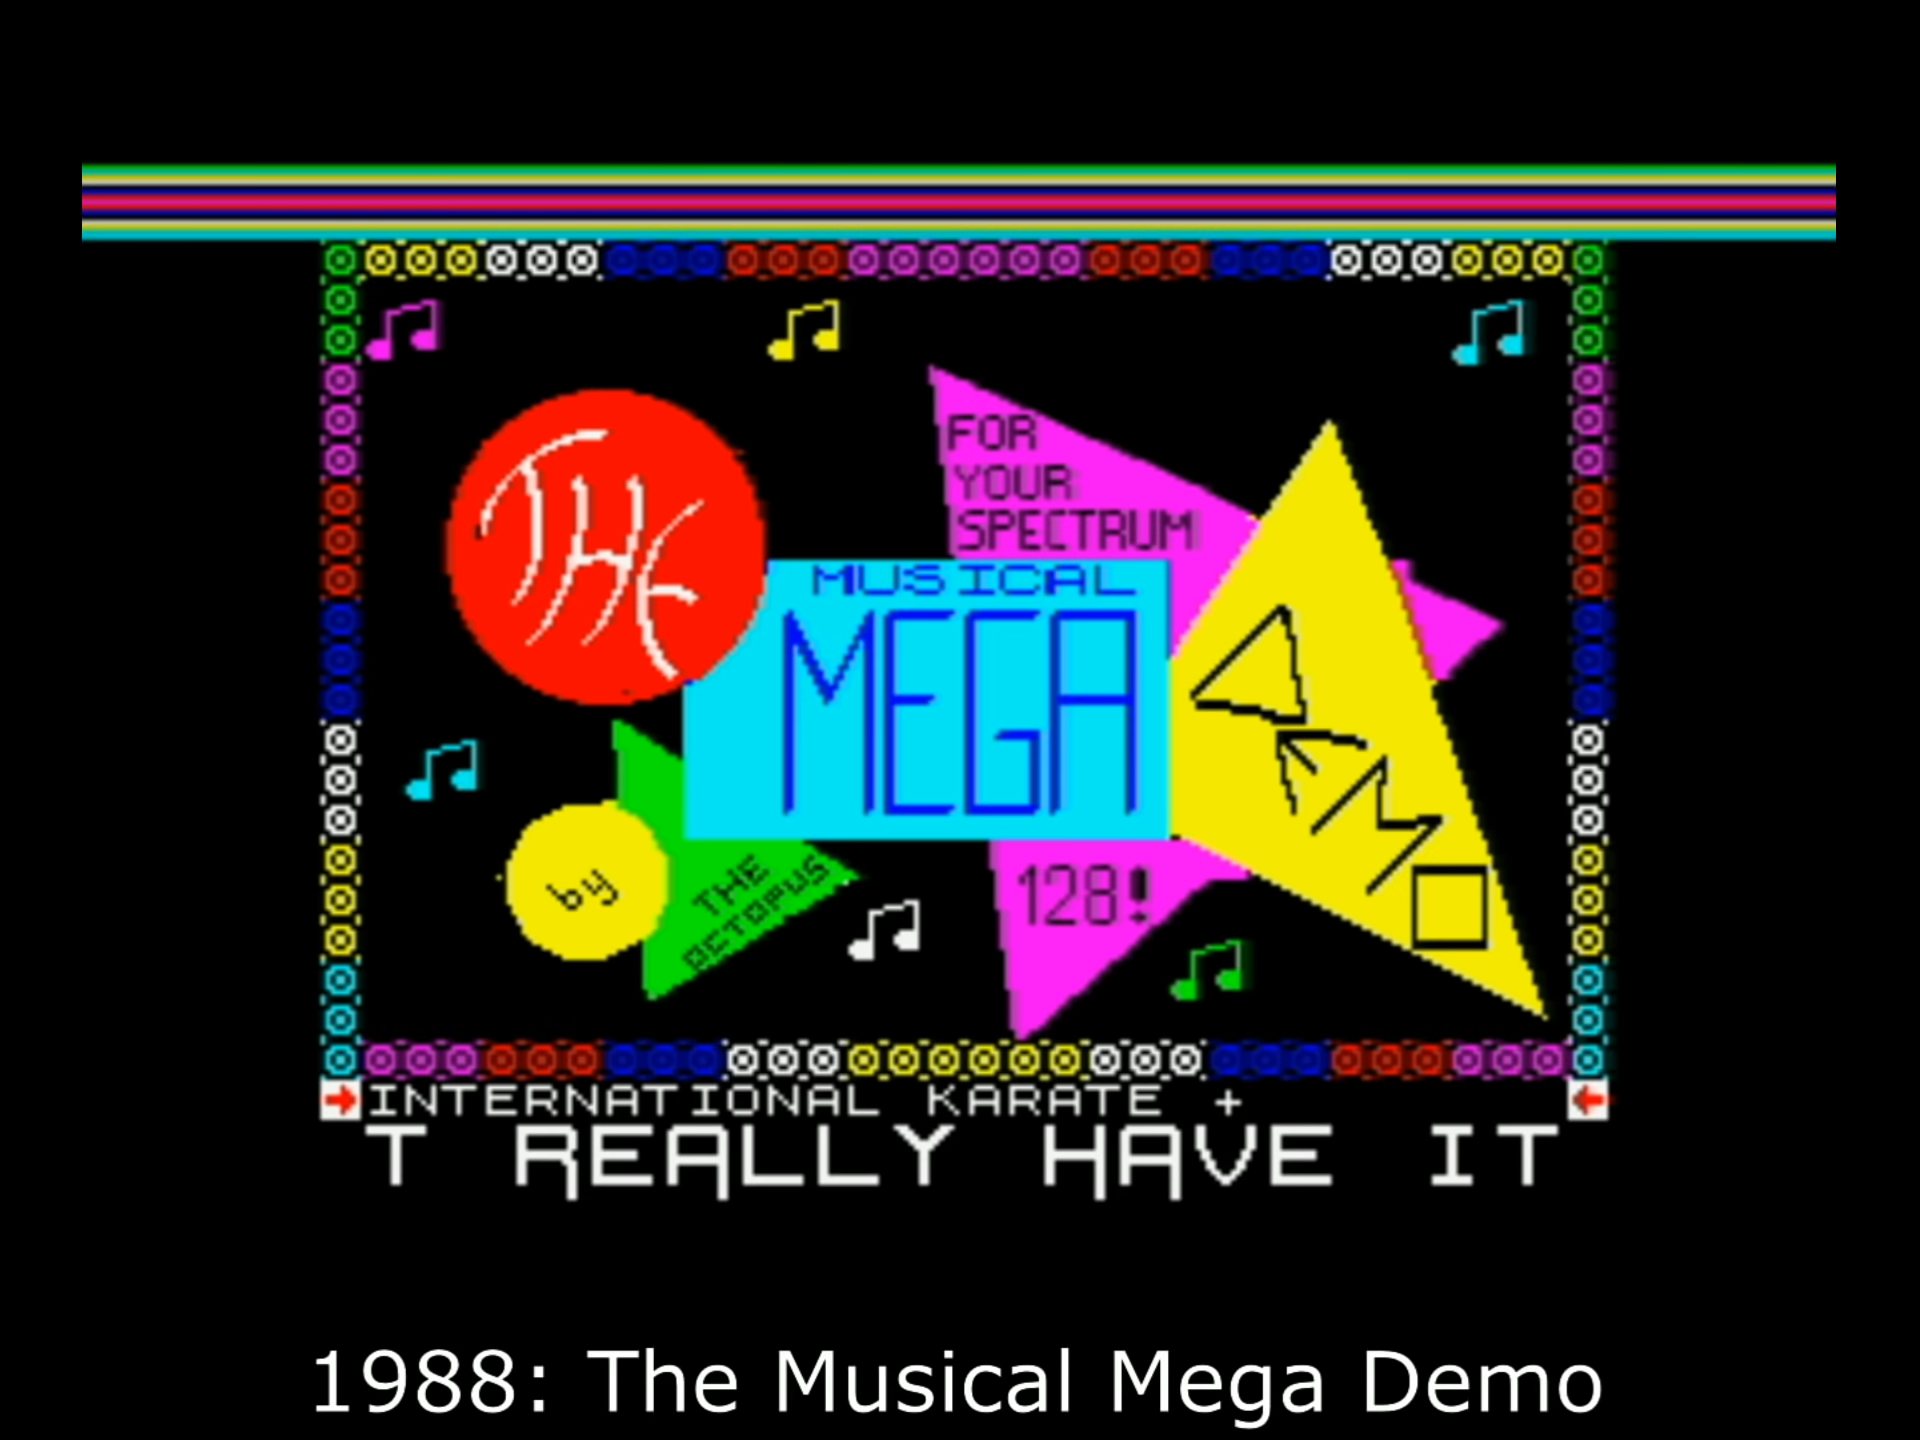 THE
FOR
YOUR
SPECTRUM
MUSICAL
MEGA
DEMO
by
THE
OCTOPUS
128!
INTERNATIONAL KARATE +
T REALLY HAVE IT
1988: The Musical Mega Demo